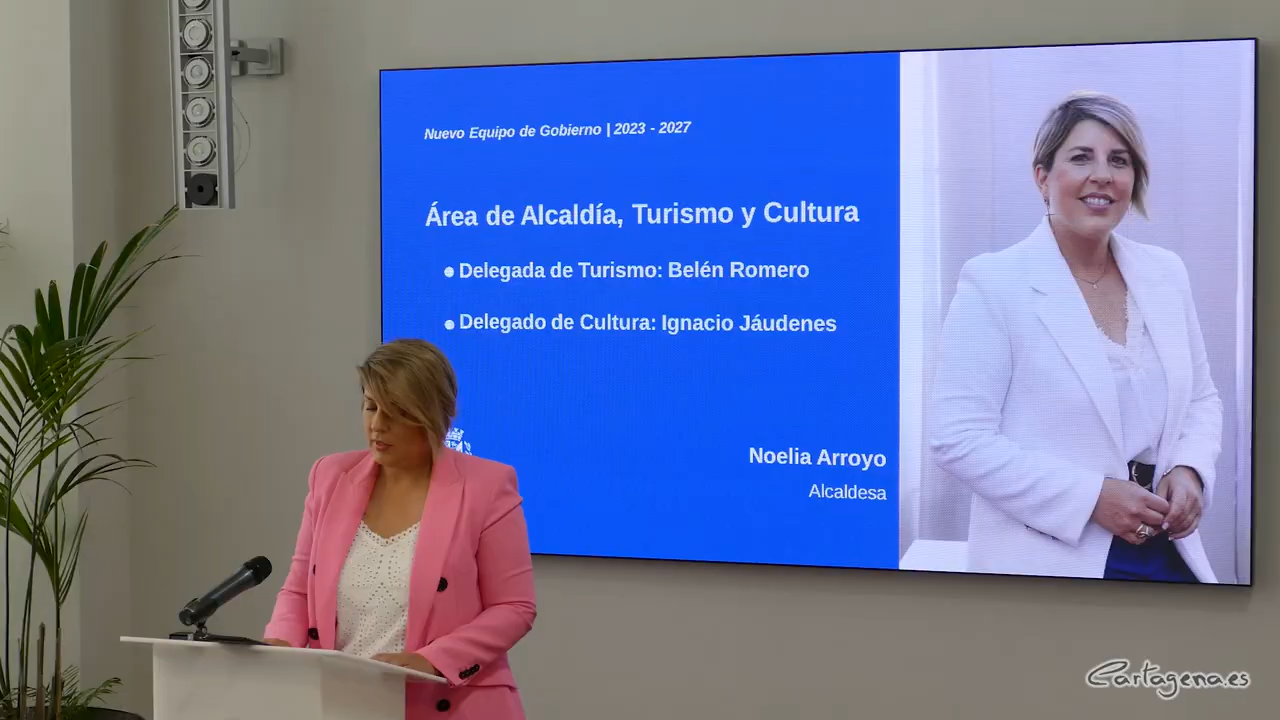 Nuevo Equipo de Gobierno | 2023 - 2027
Área de Alcaldía, Turismo y Cultura
● Delegada de Turismo: Belén Romero
● Delegado de Cultura: Ignacio Jáudenes
Noelia Arroyo
Alcaldesa
Cartagena.es